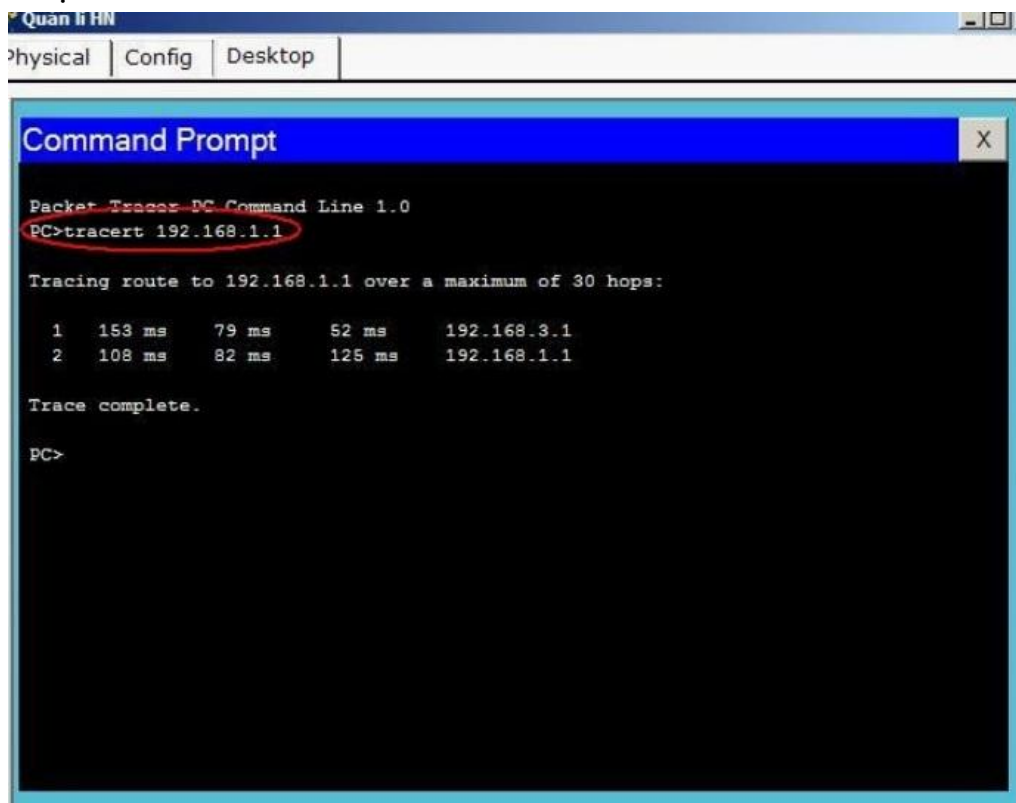 Quản lí HN
Physical Config Desktop
Command Prompt X
Packet Tracer PC Command Line 1.0
PC>tracert 192.168.1.1
Tracing route to 192.168.1.1 over a maximum of 30 hops:
1 153 ms 79 ms 52 ms 192.168.3.1
2 108 ms 82 ms 125 ms 192.168.1.1
Trace complete.
PC>